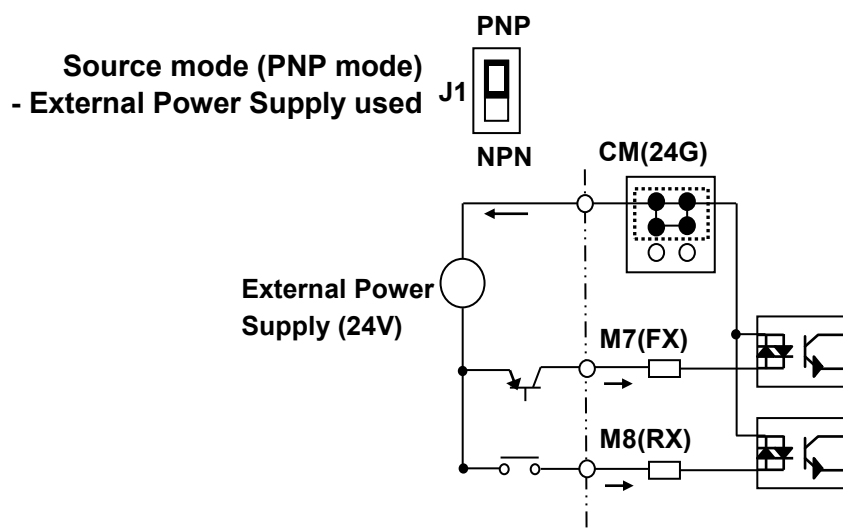 PNP
Source mode (PNP mode)
- External Power Supply used
J1
NPN
CM(24G)
External Power
Supply (24V)
M7(FX)
M8(RX)